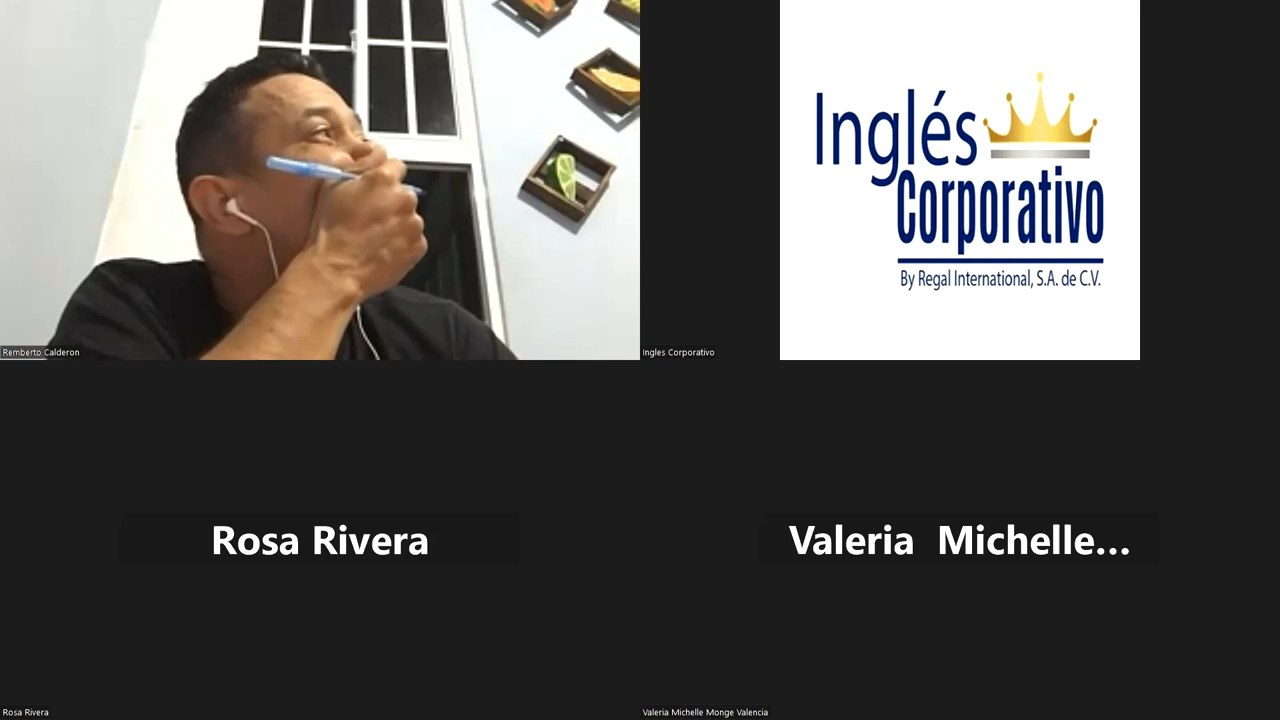 Remberto Calderon
Inglés
Corporativo
By Regal International, S.A. de C.V.
Ingles Corporativo
Rosa Rivera
Valeria Michelle...
Rosa Rivera
Valeria Michelle Monge Valencia